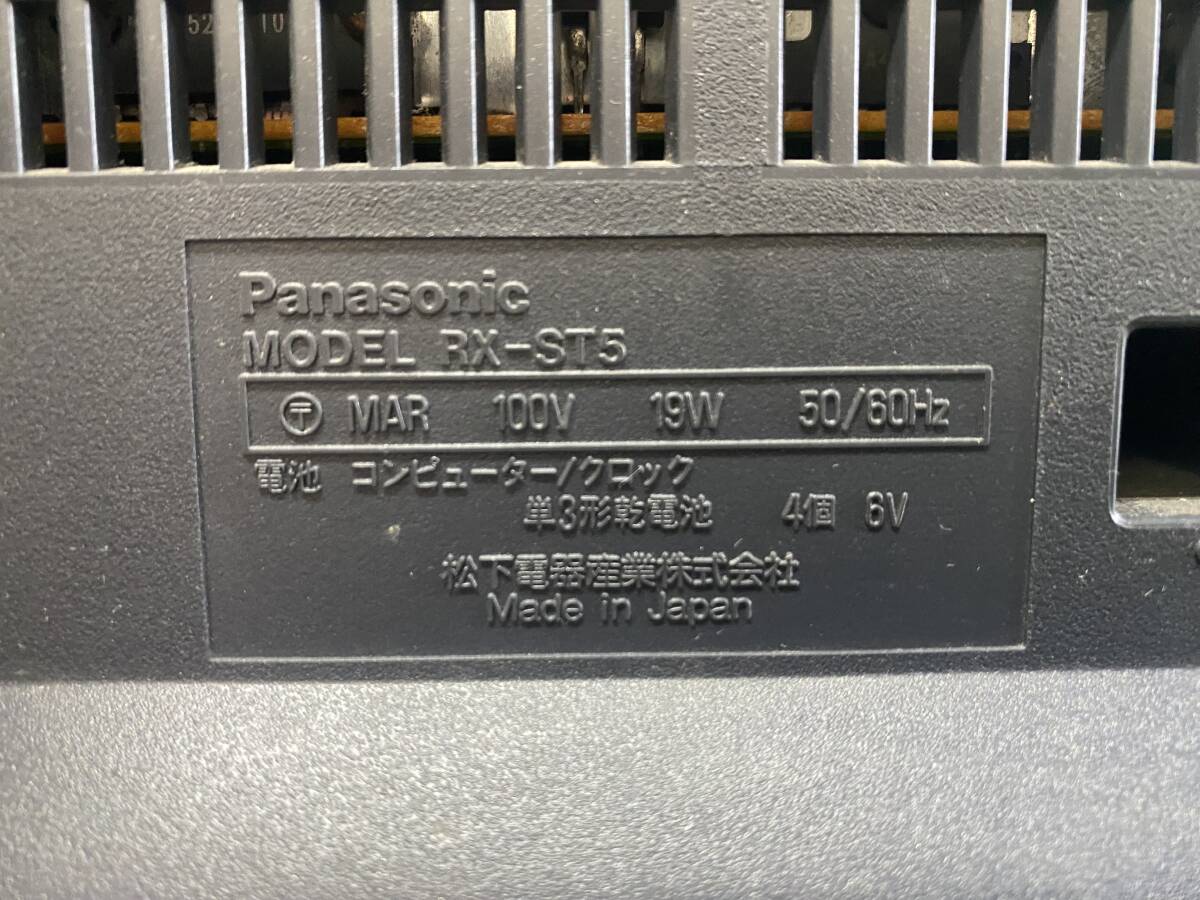 Panasonic
MODEL RX-ST5
〒 MAR 100V 19W 50/60Hz
電池 コンピューター/クロック
単3形乾電池 4個 6V
松下電器産業株式会社
Made in Japan